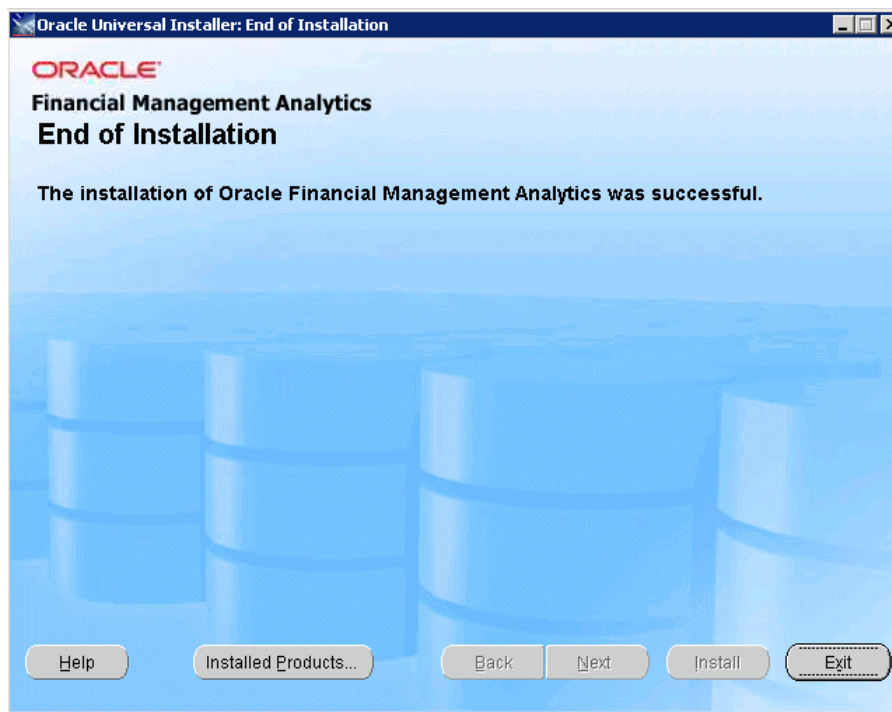 Oracle Universal Installer: End of Installation
ORACLE
Financial Management Analytics
End of Installation
The installation of Oracle Financial Management Analytics was successful.
Help
Installed Products...
Back
Next
Install
Exit